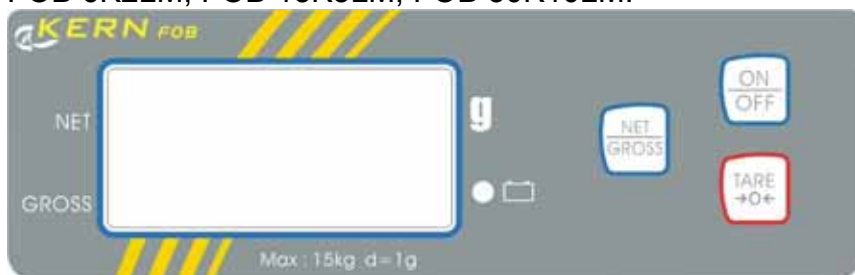 KERN FOB
NET
g
GROSS
Max : 15kg d=1g
NET
GROSS
ON
OFF
TARE
→0←